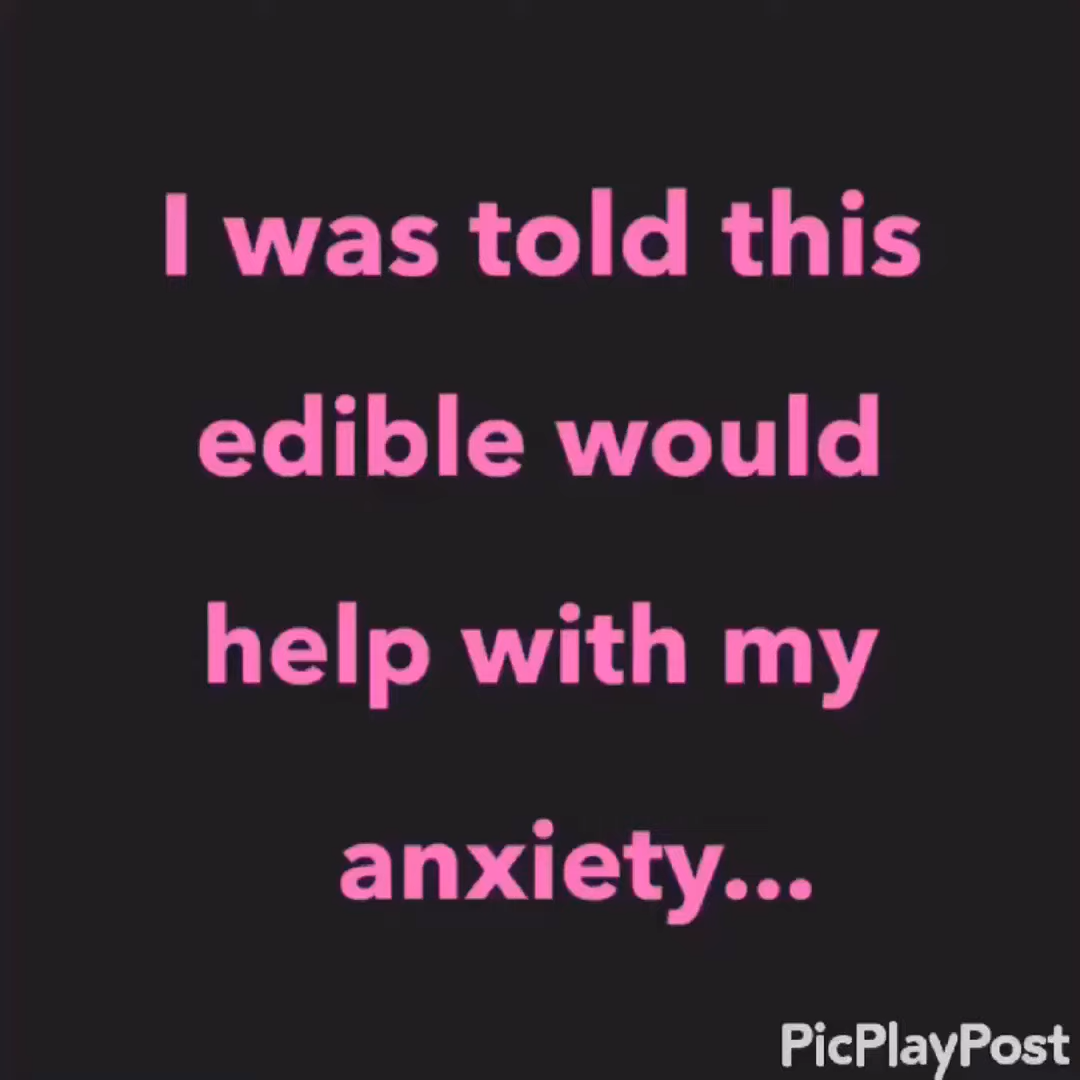 I was told this
edible would
help with my
anxiety...
PicPlayPost